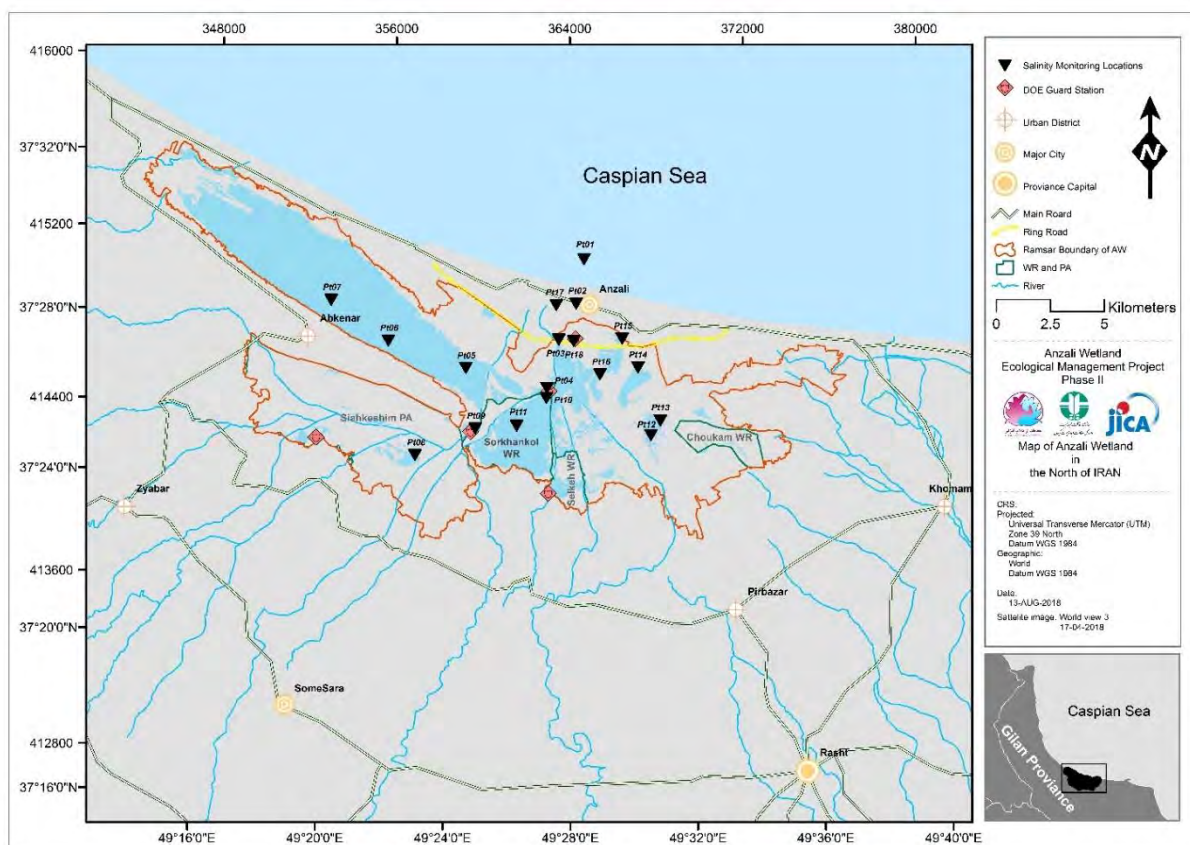 348000 356000 364000 372000 380000
416000
415200
414400
413600
412800
37°32'0"N
37°28'0"N
37°24'0"N
37°20'0"N
37°16'0"N
49°16'0"E 49°20'0"E 49°24'0"E 49°28'0"E 49°32'0"E 49°36'0"E 49°40'0"E
Caspian Sea
Pt01
Pt07
Pt17
Pt02
Anzali
Abkenar
Pt06
Pt15
Pt03
Pt18
Pt05
Pt16
Pt14
Pt04
Pt10
Siahkeshim PA
Pt09
Pt11
Pt13
Pt12
Sorkhankol
WR
Choukam WR
Pt08
Selkeh WR
Zyabar
Khomam
Pirbazar
SomeSara
Rasht
Salinity Monitoring Locations
DOE Guard Station
Urban District
Major City
Proviance Capital
Main Roard
Ring Road
Ramsar Boundary of AW
WR and PA
River
N
Kilometers
0 2.5 5
Anzali Wetland
Ecological Management Project
Phase II
JICA
Map of Anzali Wetland
in
the North of IRAN
CRS:
Projected:
Universal Transverse Mercator (UTM)
Zone 39 North
Datum WGS 1984
Geographic:
World
Datum WGS 1984
Date:
13-AUG-2018
Sattelite image. World view 3
17-04-2018
Caspian Sea
Gilan Proviance